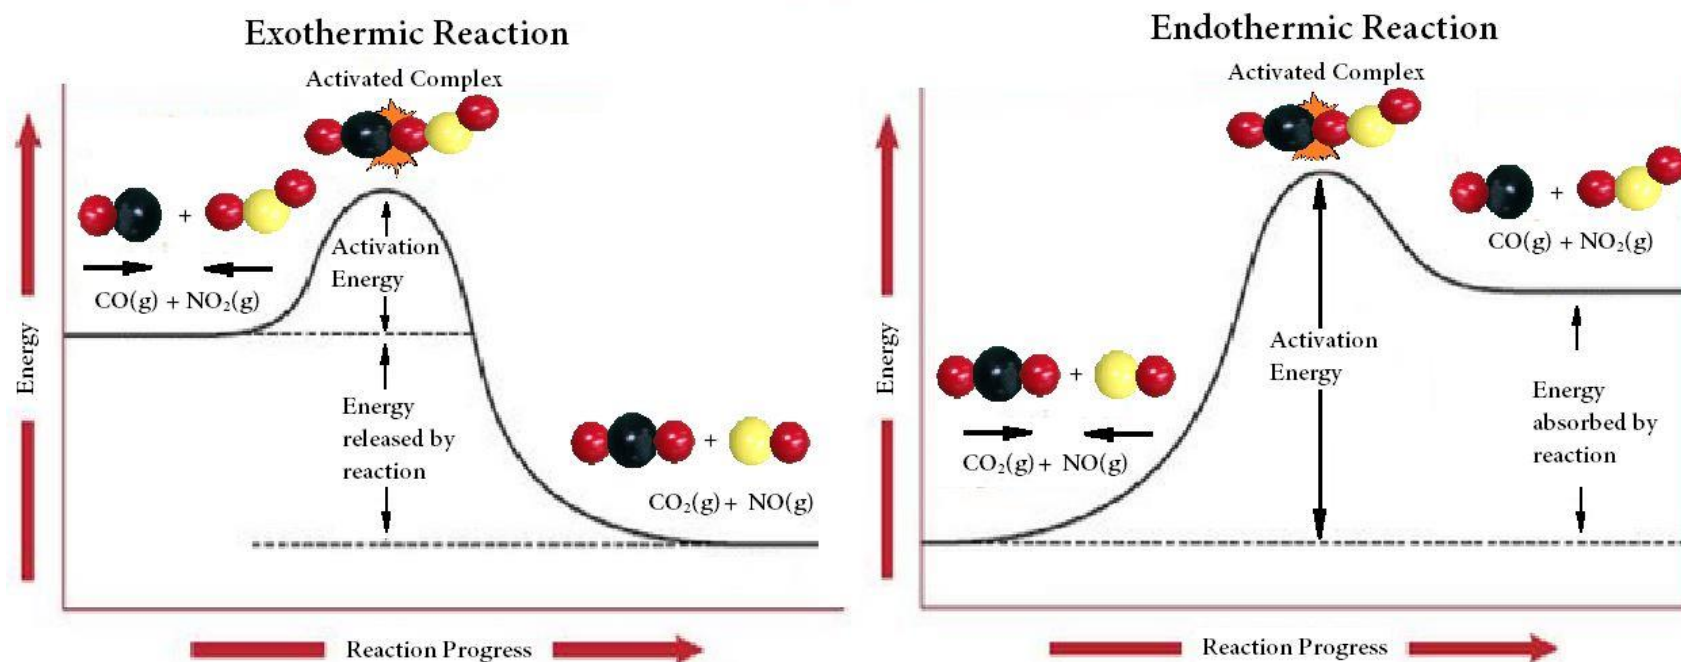 Exothermic Reaction
Activated Complex
+
CO(g) + NO₂(g)
Activation
Energy
Energy
released by
reaction
+
CO₂(g) + NO(g)
Energy
Reaction Progress
Endothermic Reaction
Activated Complex
+
CO(g) + NO₂(g)
Activation
Energy
+
CO₂(g) + NO(g)
Energy
absorbed by
reaction
Energy
Reaction Progress